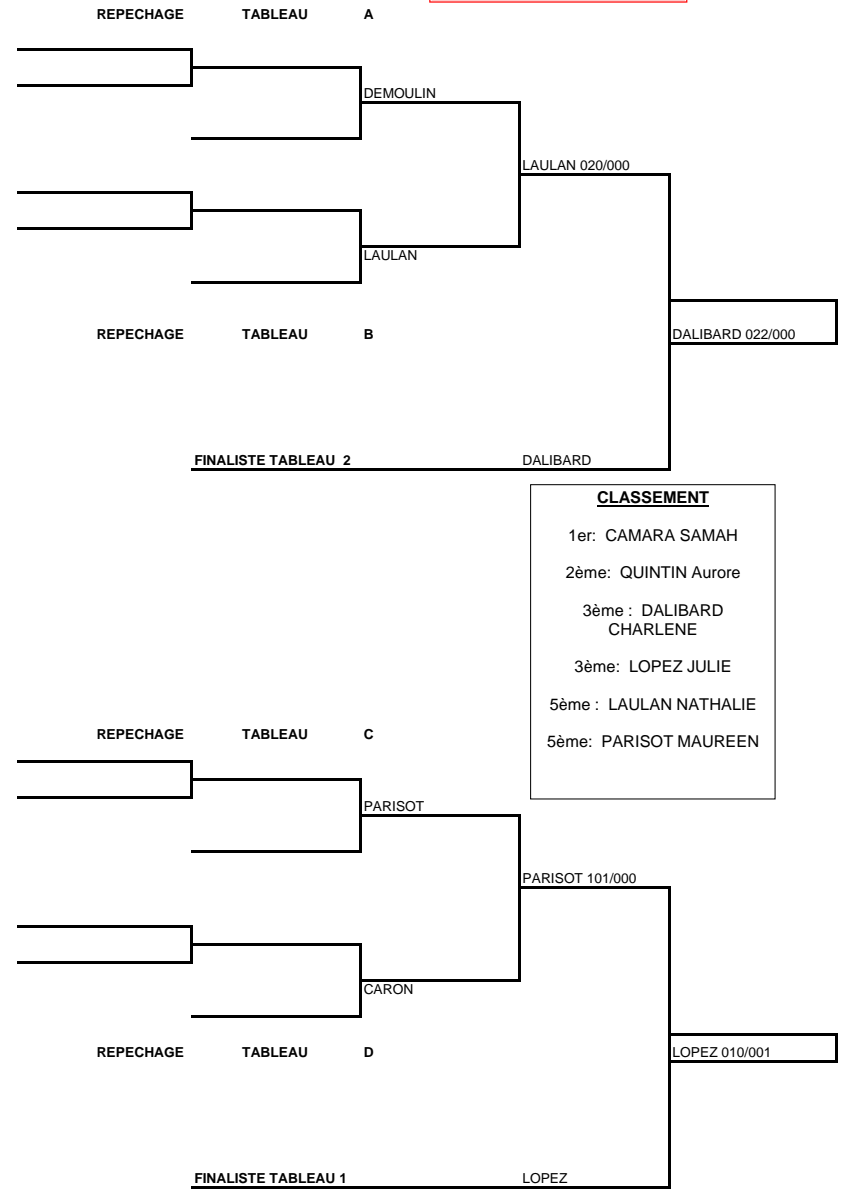 REPECHAGE TABLEAU A
DEMOULIN
LAULAN 020/000
LAULAN
REPECHAGE TABLEAU B
DALIBARD 022/000
FINALISTE TABLEAU 2 DALIBARD
CLASSEMENT
1er: CAMARA SAMAH
2ème: QUINTIN Aurore
3ème : DALIBARD
CHARLENE
3ème: LOPEZ JULIE
5ème : LAULAN NATHALIE
5ème: PARISOT MAUREEN
REPECHAGE TABLEAU C
PARISOT
PARISOT 101/000
CARON
REPECHAGE TABLEAU D
LOPEZ 010/001
FINALISTE TABLEAU 1 LOPEZ